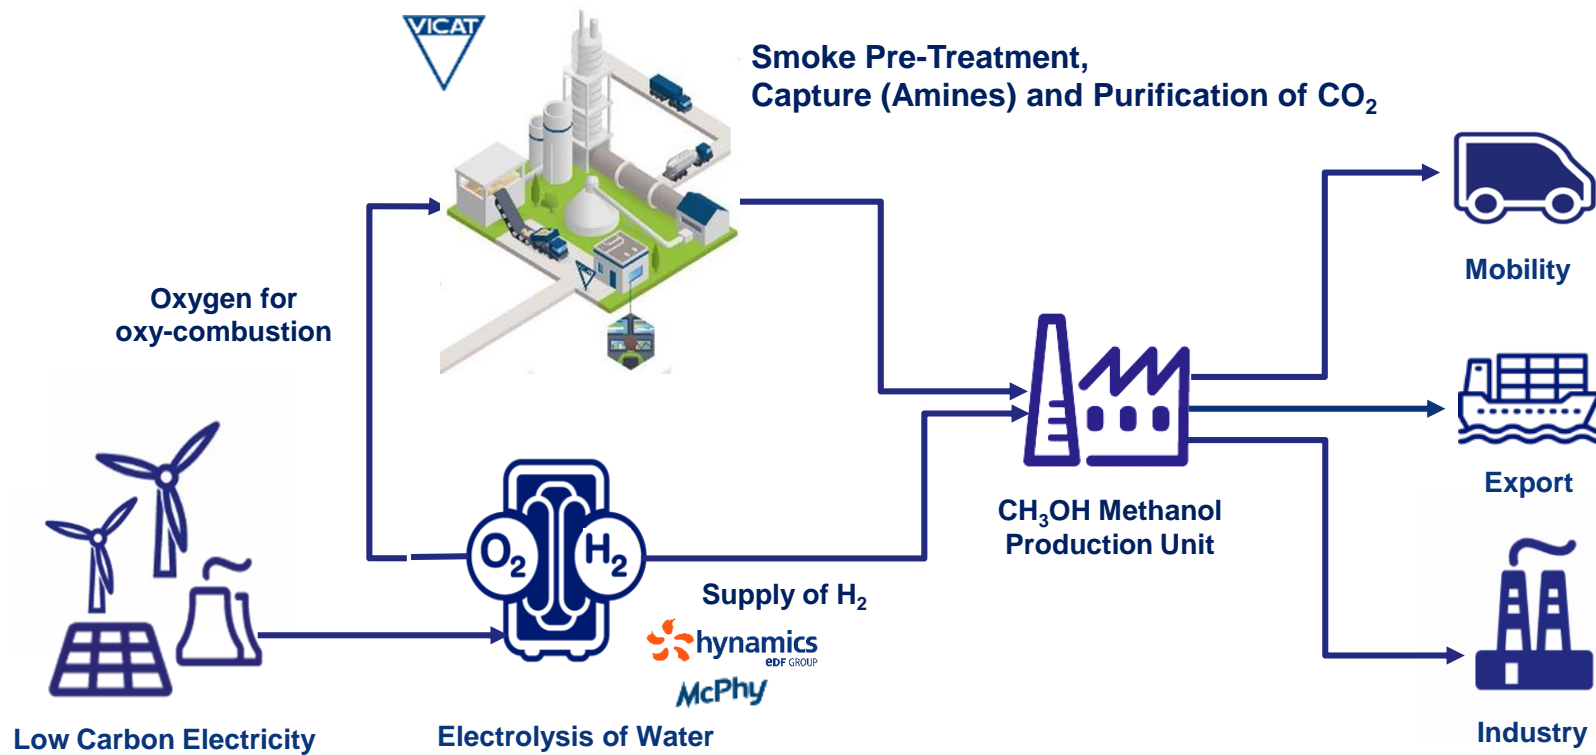 VICAT
Smoke Pre-Treatment,
Capture (Amines) and Purification of CO₂
Oxygen for
oxy-combustion
VICAT
Mobility
Export
CH₃OH Methanol
Production Unit
O₂
H₂
Supply of H₂
hynamics
eDF GROUP
McPhy
Low Carbon Electricity
Electrolysis of Water
Industry